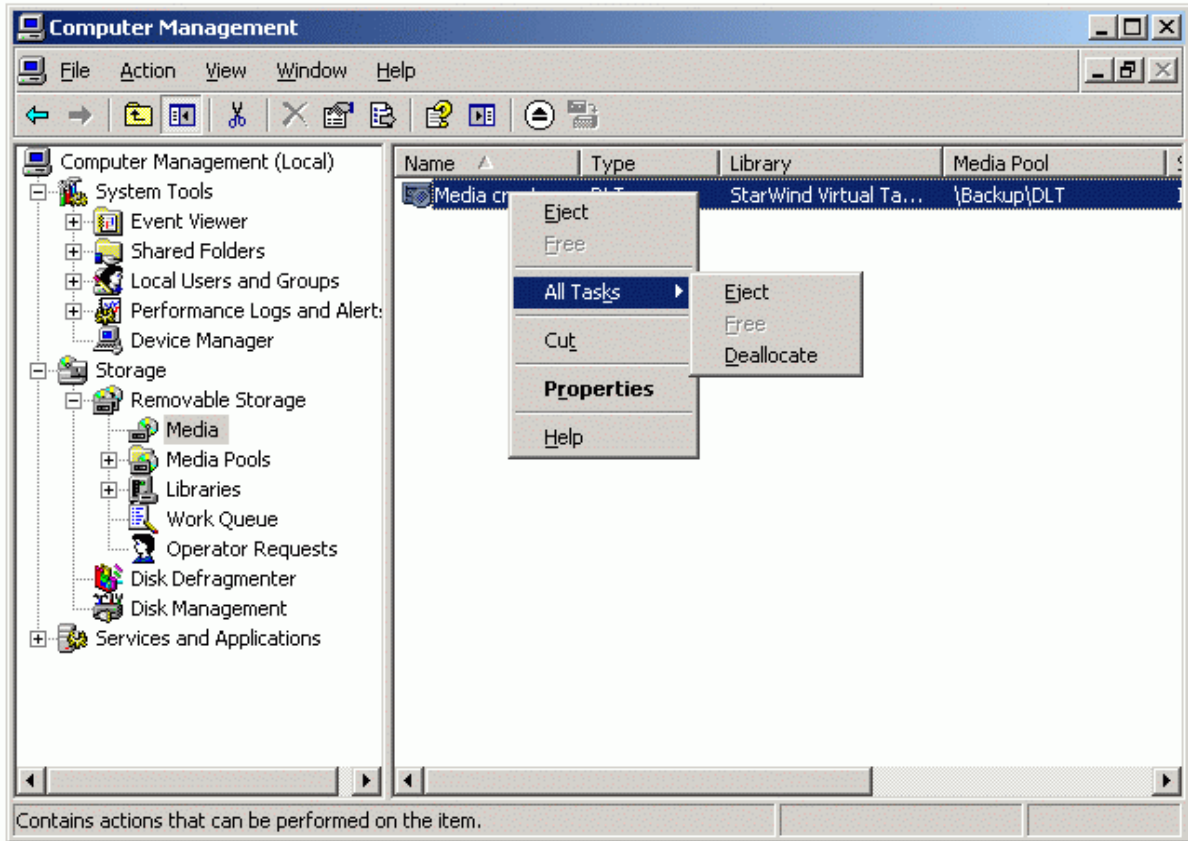 Computer Management
File Action View Window Help
Computer Management (Local)
System Tools
Event Viewer
Shared Folders
Local Users and Groups
Performance Logs and Alert
Device Manager
Storage
Removable Storage
Media
Media Pools
Libraries
Work Queue
Operator Requests
Disk Defragmenter
Disk Management
Services and Applications
Name Type Library Media Pool
Media cr StarWind Virtual Ta... \Backup\DLT
Eject
Free
All Tasks
Cut
Properties
Help
Eject
Free
Deallocate
Contains actions that can be performed on the item.